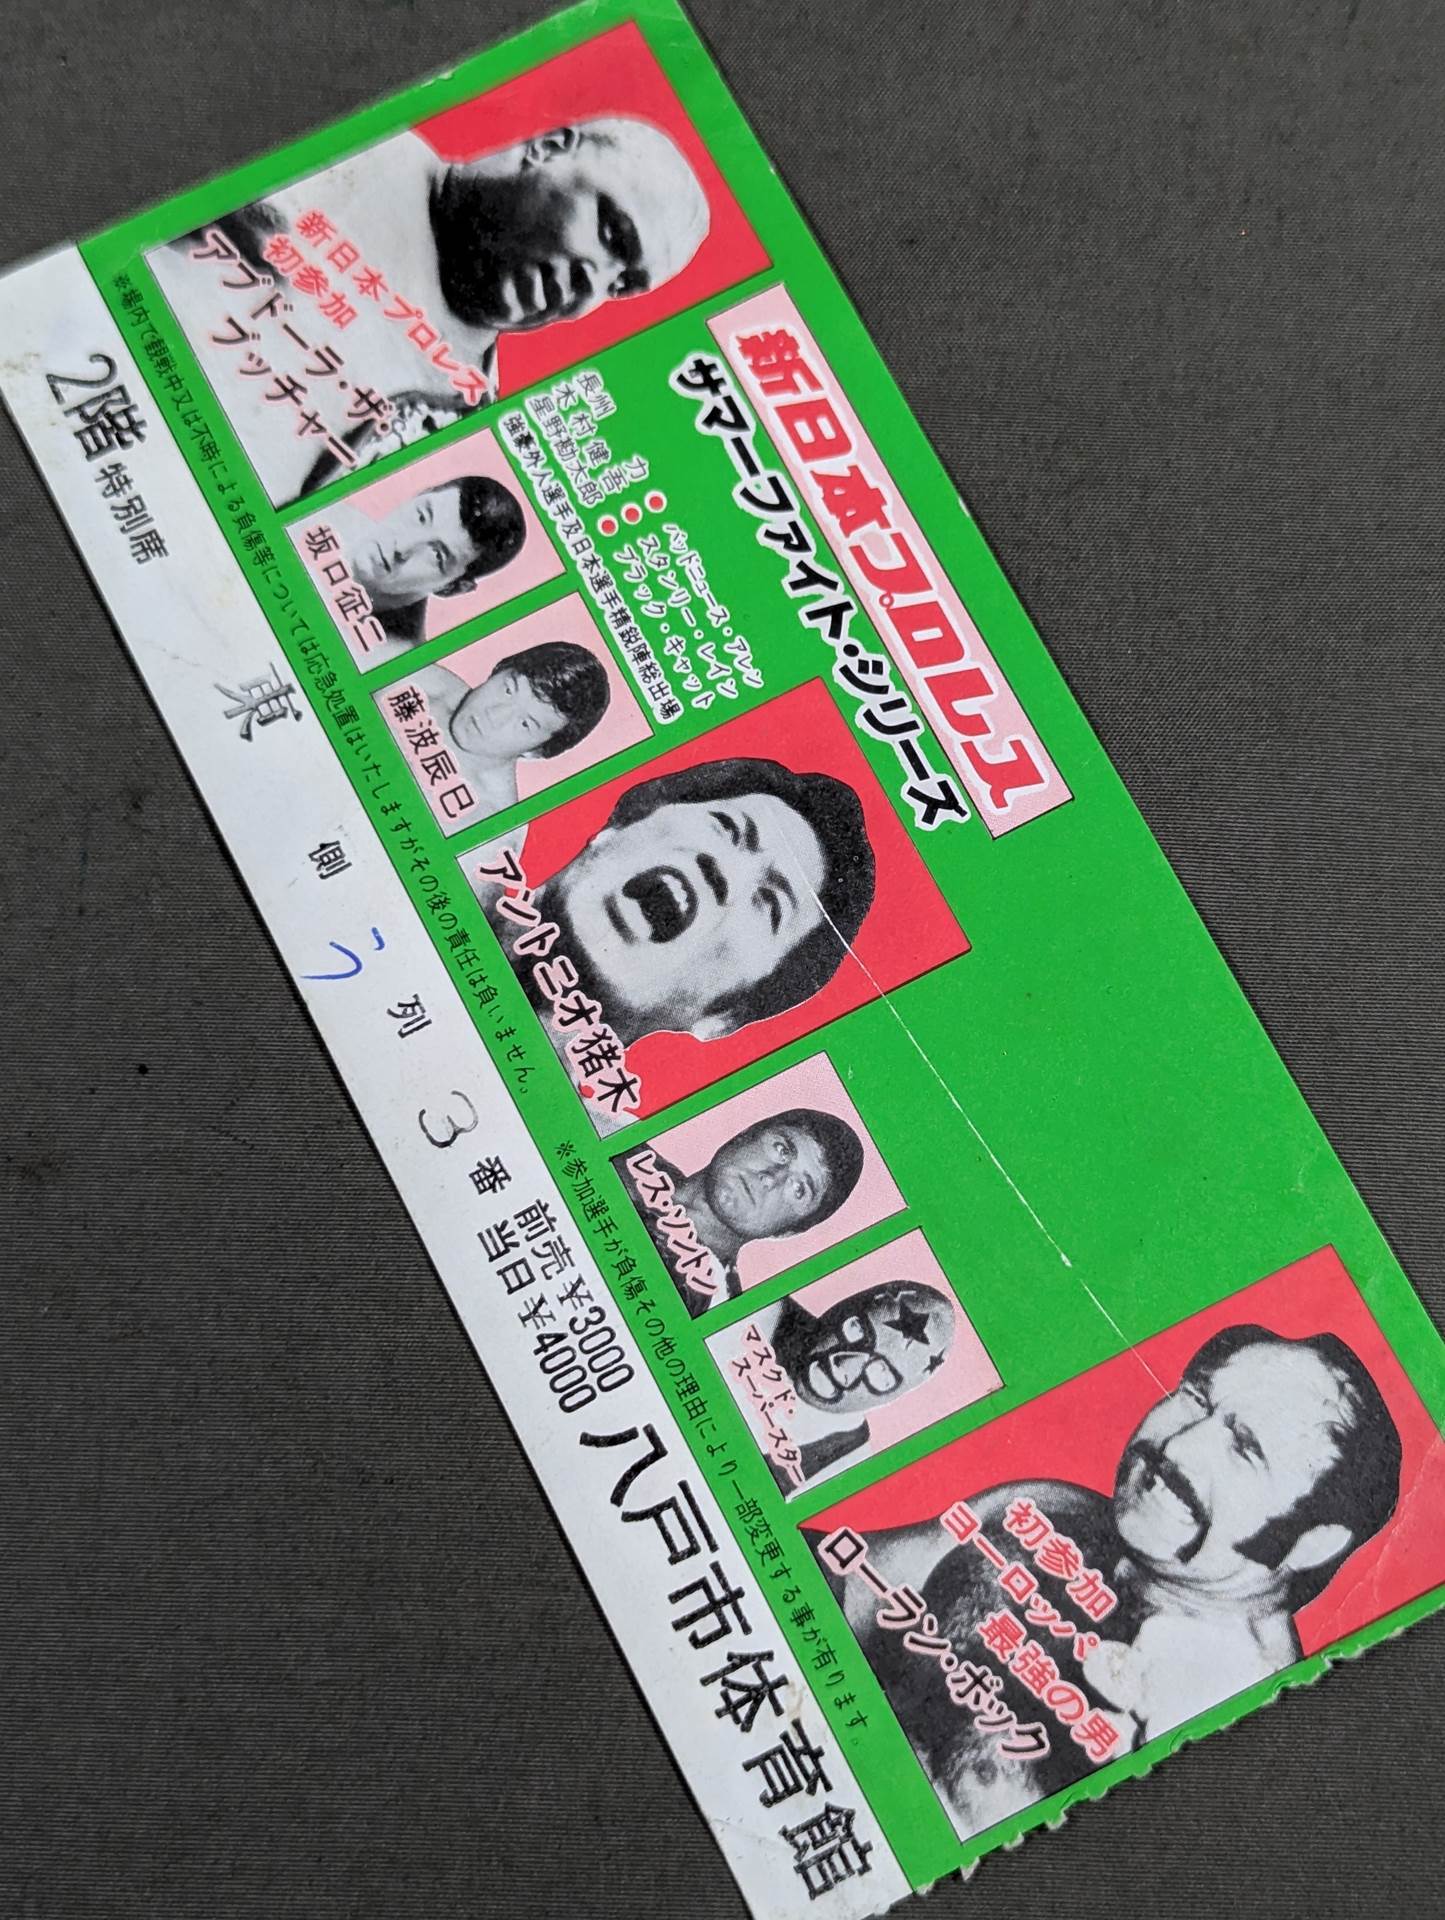 新日本プロレス
サマーファイト・シリーズ
新日本プロレス
初参加
アブドーラ・ザ・
ブッチャー
長州 力
木村健吾
星野勘太郎
●バッドニュース・アレン
●スタンリー・レイン
●ブラック・キャット
強豪外人選手及日本選手精鋭陣総出場
坂口征二
藤波辰巳
アントニオ猪木
レス・ソントン
マスクド・
スーパースター
初参加
ヨーロッパ
最強の男
ローラン・ボック
※場内で観戦中又は不時による負傷等については応急処置はいたしますがその後の責任は負いません。
※参加選手が負傷その他の理由により一部変更する事が有ります。
2階 特別席 東 側 う 列 3 番
前売¥3000
当日¥4000
八戸市体育館